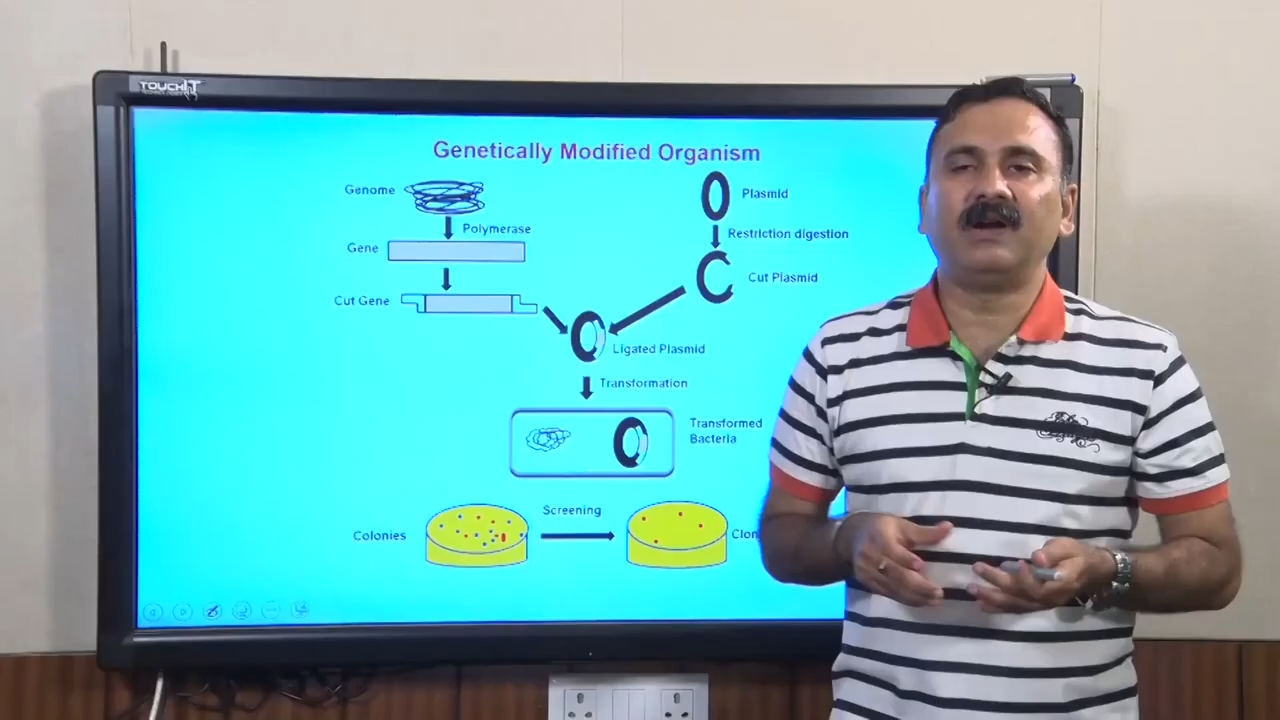 TOUCHIT
Genetically Modified Organism
Genome
Plasmid
Polymerase
Restriction digestion
Gene
Cut Plasmid
Cut Gene
Ligated Plasmid
Transformation
Transformed
Bacteria
Screening
Colonies